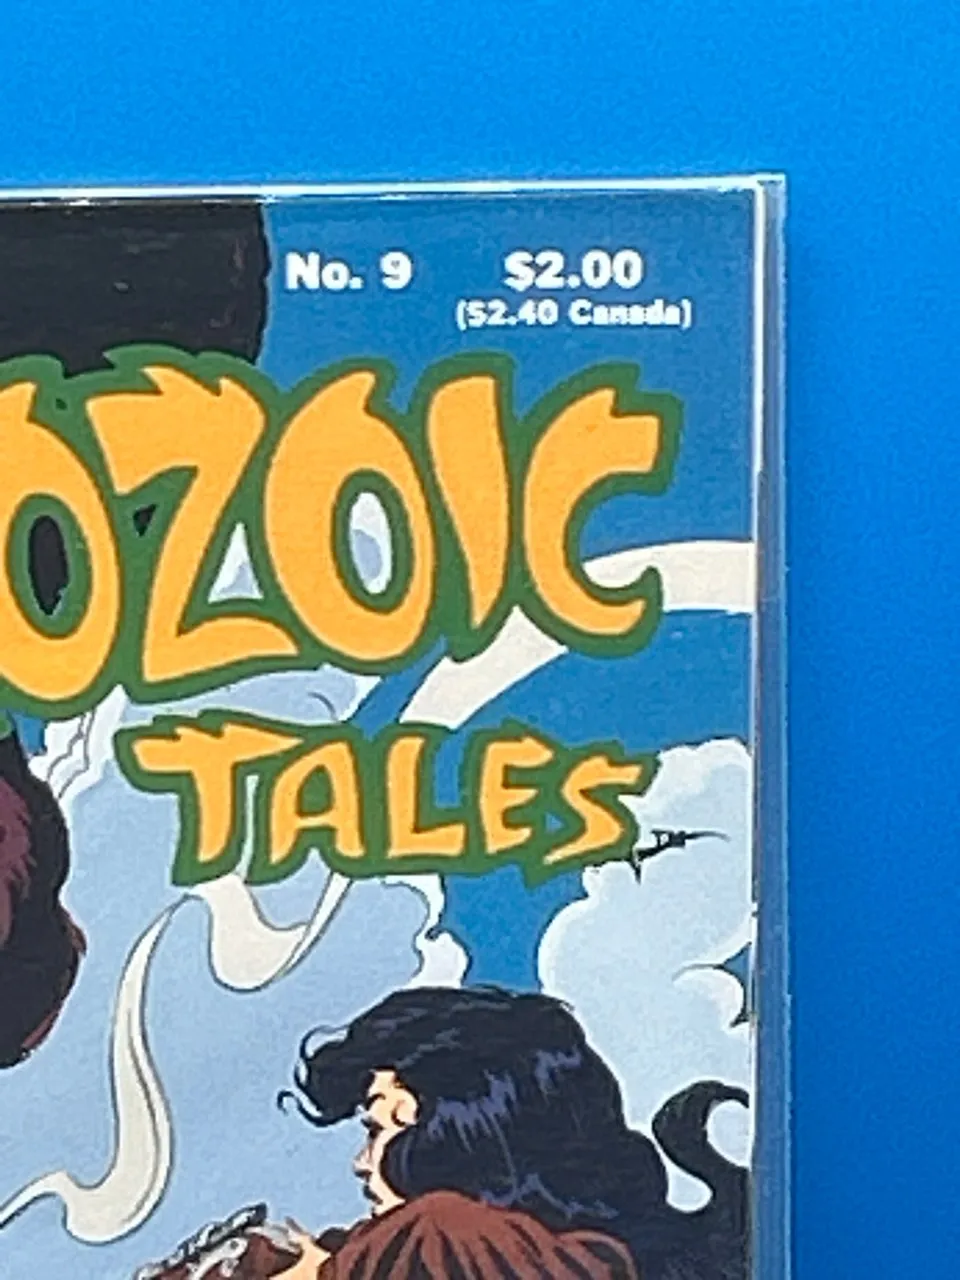 No. 9 $2.00
($2.40 Canada)
OZOIC
TALES